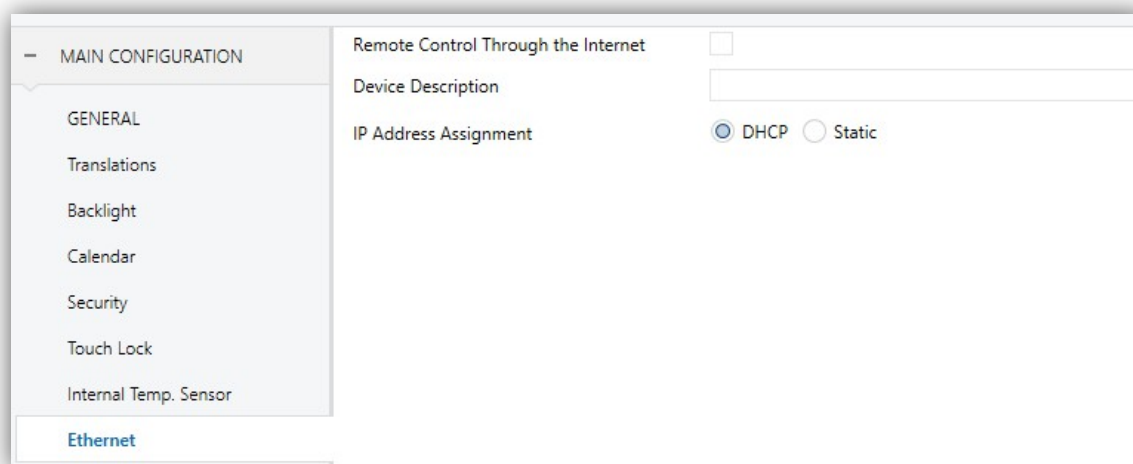 − MAIN CONFIGURATION
GENERAL
Translations
Backlight
Calendar
Security
Touch Lock
Internal Temp. Sensor
Ethernet
Remote Control Through the Internet
Device Description
IP Address Assignment DHCP Static